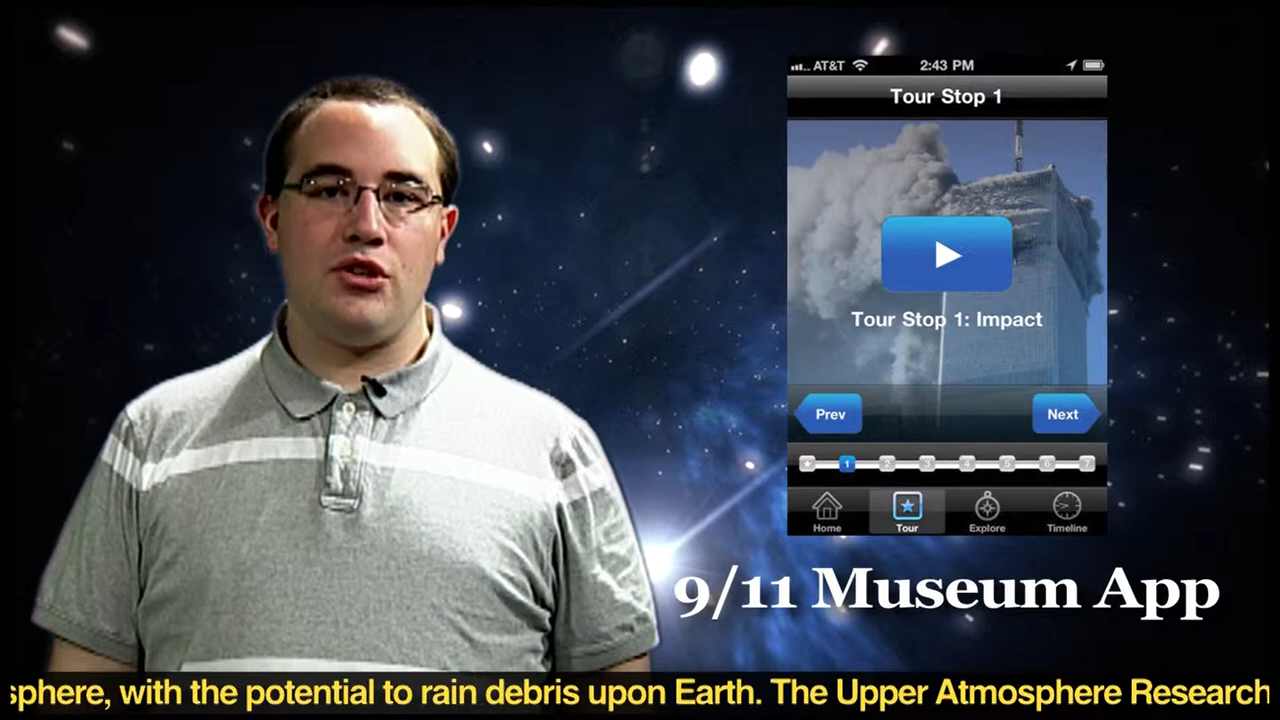 AT&T 2:43 PM
Tour Stop 1
Tour Stop 1: Impact
Prev Next
1 2 3 4 5 6 7
Home Tour Explore Timeline
9/11 Museum App
sphere, with the potential to rain debris upon Earth. The Upper Atmosphere Research